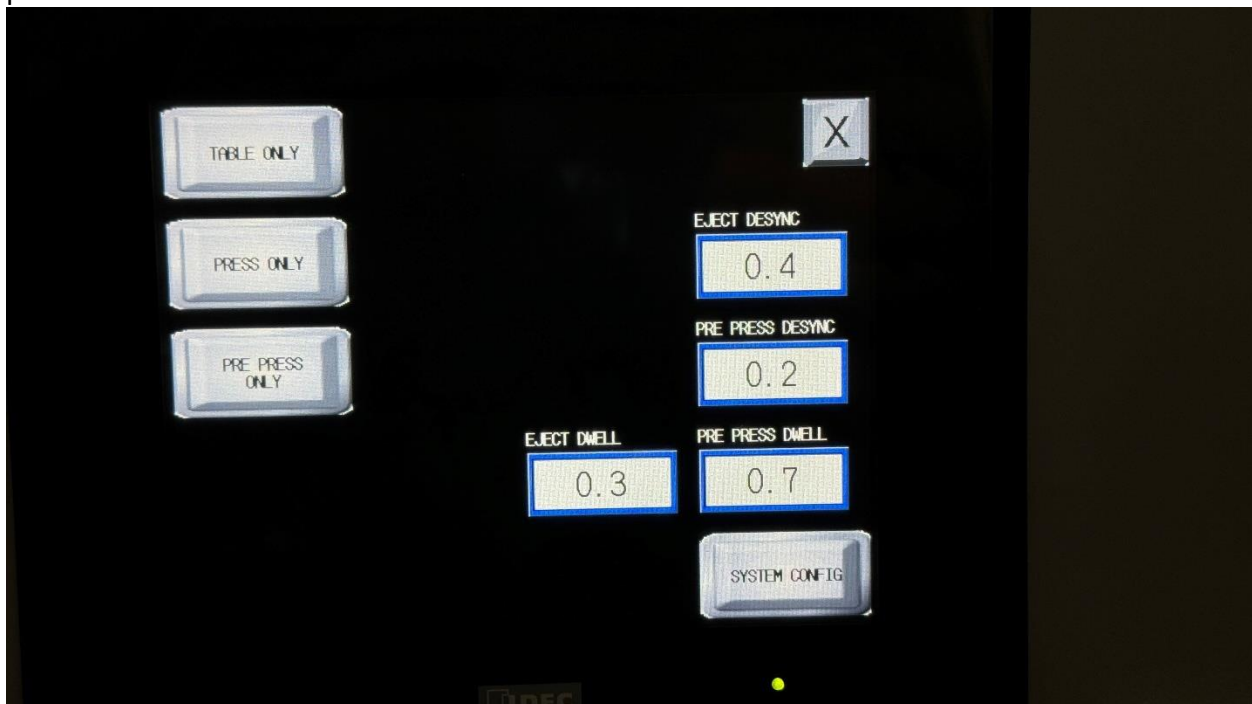 TABLE ONLY
X
EJECT DESYNC
PRESS ONLY
0.4
PRE PRESS DESYNC
PRE PRESS
ONLY
0.2
EJECT DWELL
PRE PRESS DWELL
0.3
0.7
SYSTEM CONFIG
IDEC